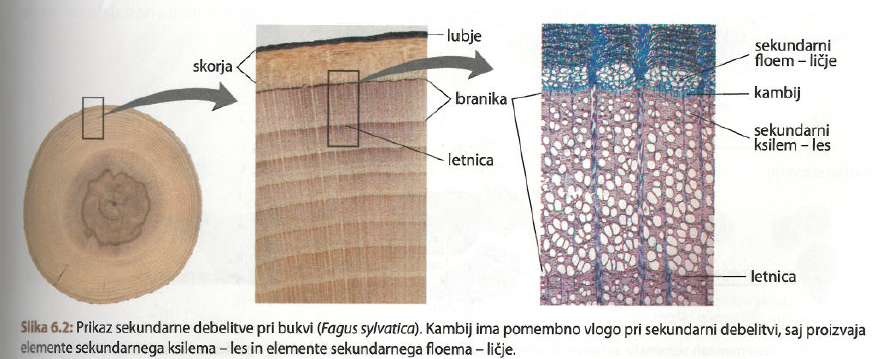 lubje
skorja
branika
letnica
sekundarni
floem – ličje
kambij
sekundarni
ksilem – les
letnica
Slika 6.2: Prikaz sekundarne debelitve pri bukvi (Fagus sylvatica). Kambij ima pomembno vlogo pri sekundarni debelitvi, saj proizvaja
elemente sekundarnega ksilema – les in elemente sekundarnega floema – ličje.